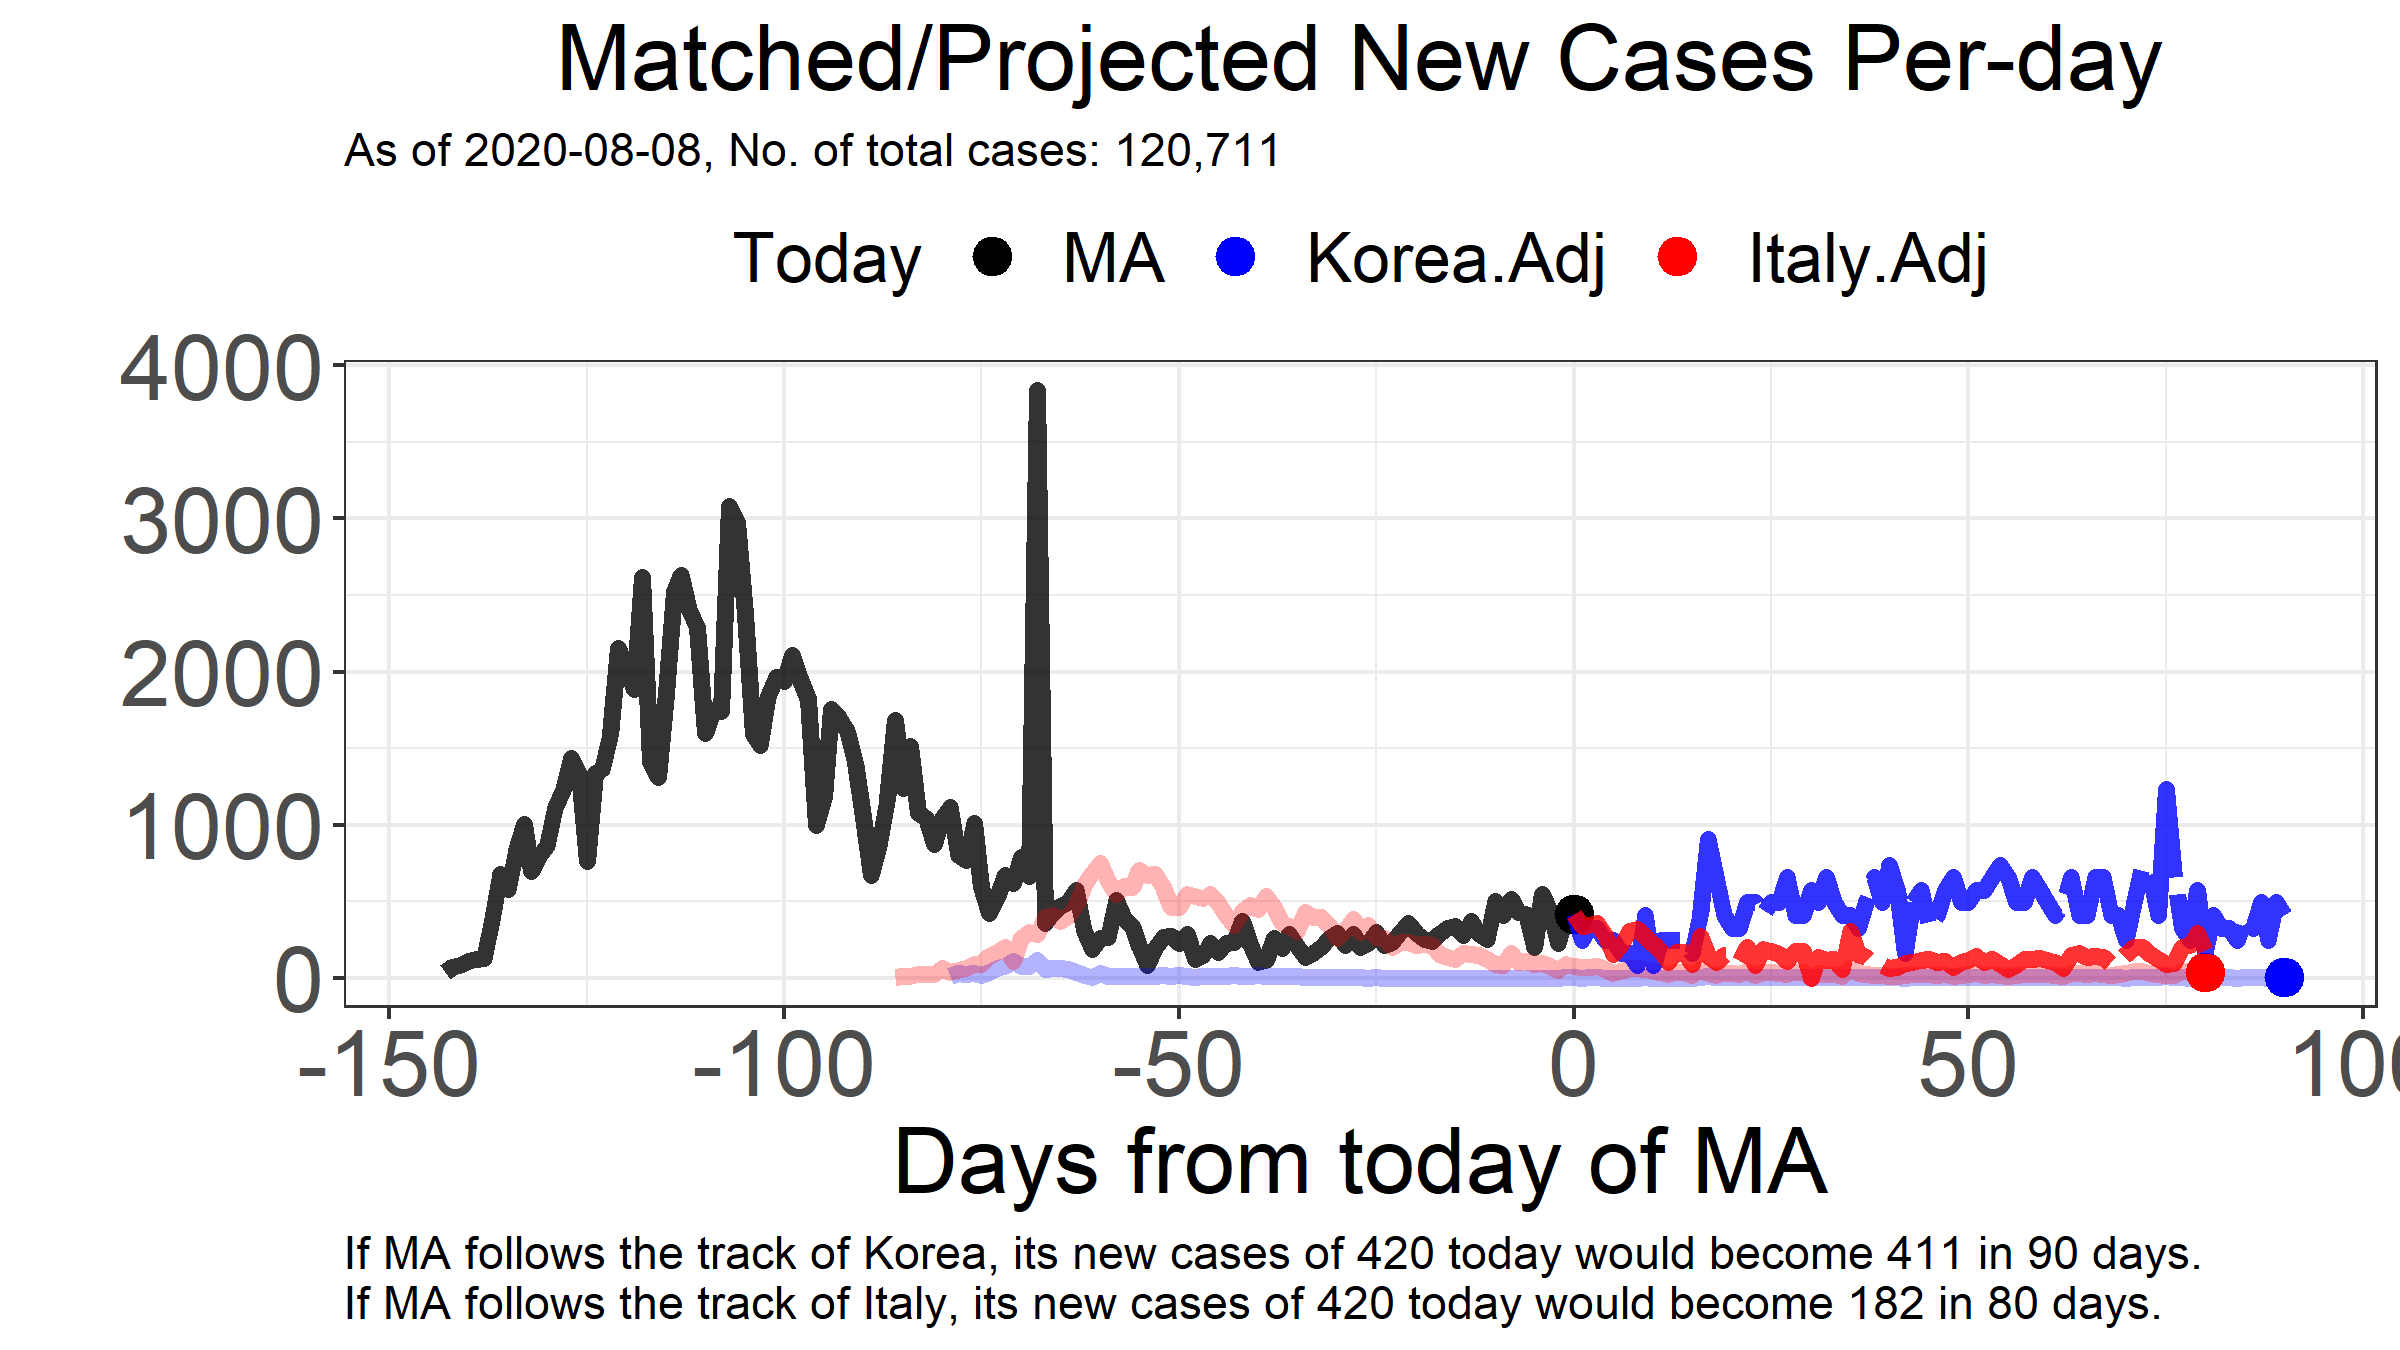 Matched/Projected New Cases Per-day
As of 2020-08-08, No. of total cases: 120,711
Today MA Korea.Adj Italy.Adj
4000
3000
2000
1000
0
-150 -100 -50 0 50 100
Days from today of MA
If MA follows the track of Korea, its new cases of 420 today would become 411 in 90 days.
If MA follows the track of Italy, its new cases of 420 today would become 182 in 80 days.